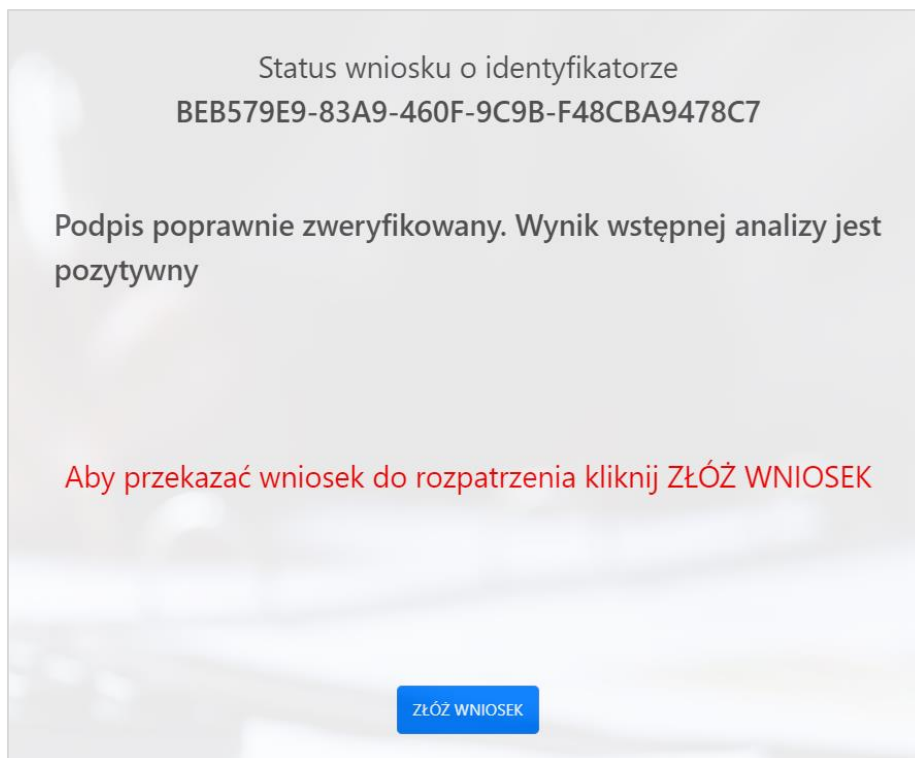 Status wniosku o identyfikatorze
BEB579E9-83A9-460F-9C9B-F48CBA9478C7
Podpis poprawnie zweryfikowany. Wynik wstępnej analizy jest
pozytywny
Aby przekazać wniosek do rozpatrzenia kliknij ZŁÓŻ WNIOSEK
ZŁÓŻ WNIOSEK